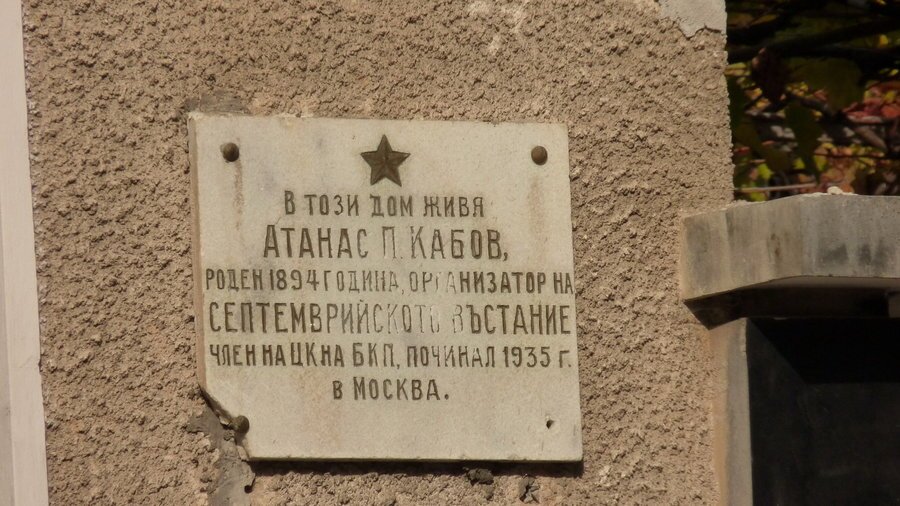 В ТОЗИ ДОМ ЖИВЯ
АТАНАС П. КАБОВ,
РОДЕН 1894 ГОДИНА, ОРГАНИЗАТОР НА
СЕПТЕМВРИЙСКОТО ВЪСТАНИЕ
ЧЛЕН НА ЦК НА БКП, ПОЧИНАЛ 1935 Г.
В МОСКВА.